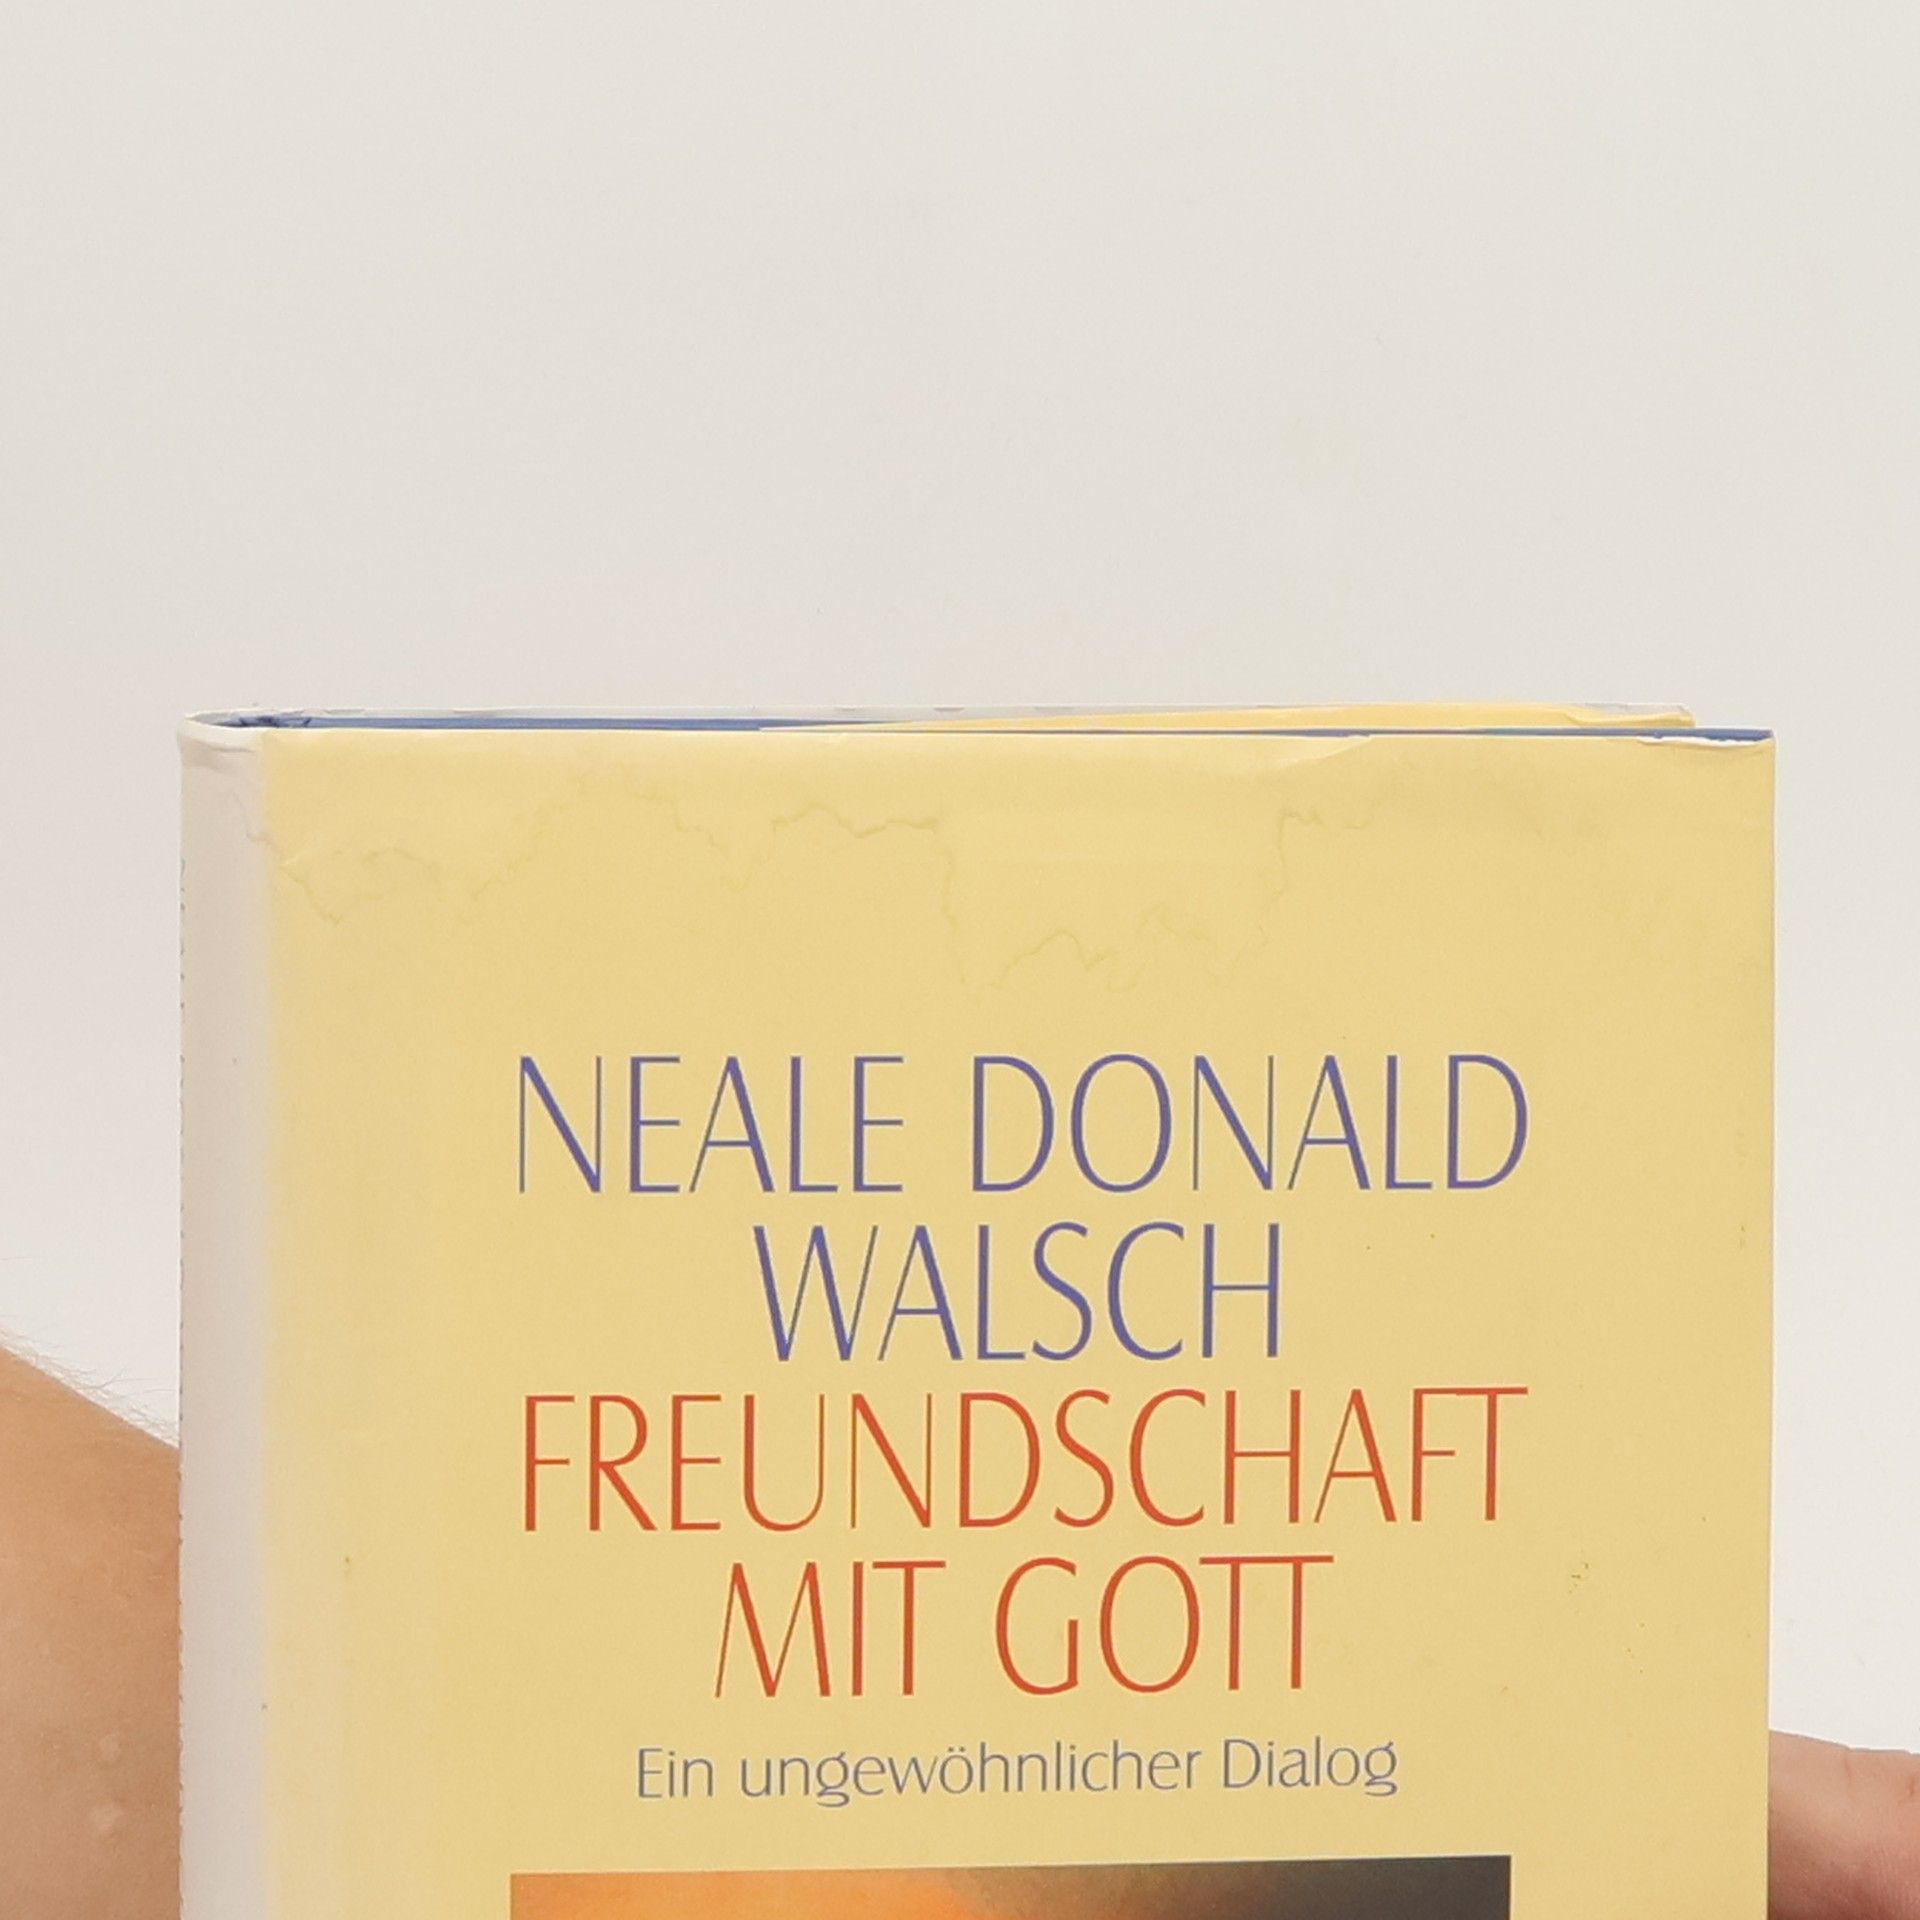 NEALE DONALD
WALSCH
FREUNDSCHAFT
MIT GOTT
Ein ungewöhnlicher Dialog